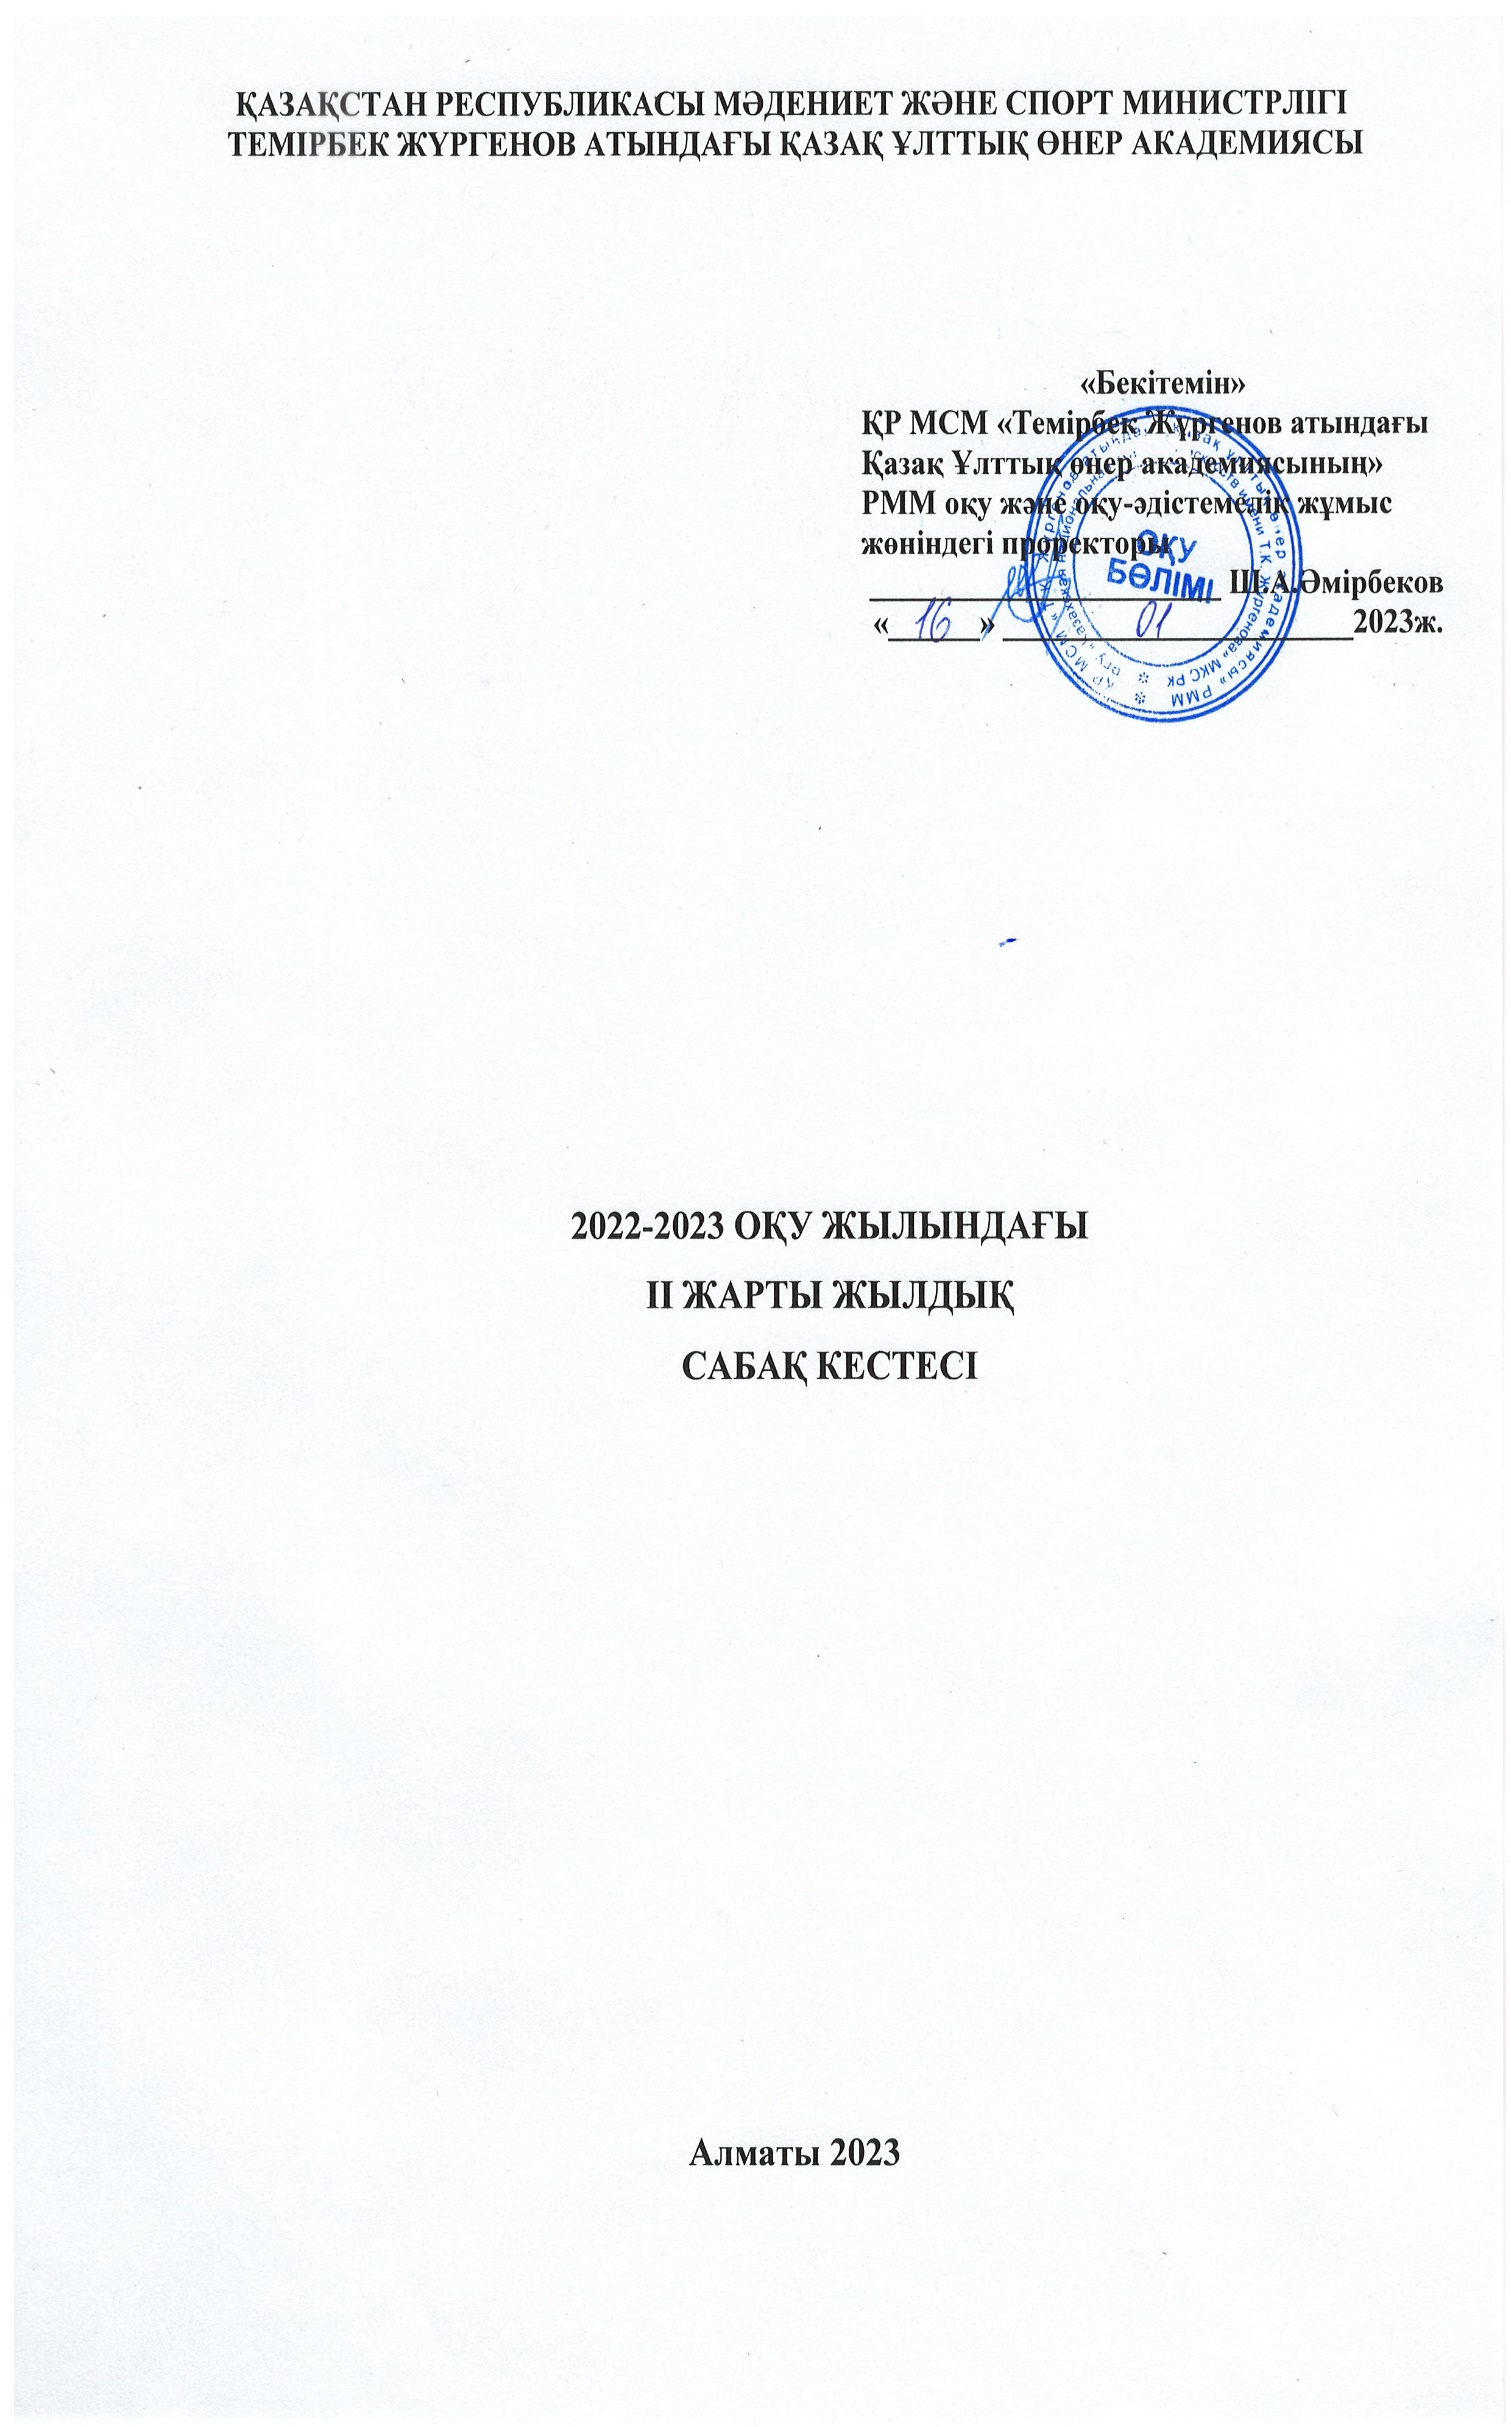 ҚАЗАҚСТАН РЕСПУБЛИКАСЫ МӘДЕНИЕТ ЖӘНЕ СПОРТ МИНИСТРЛІГІ
ТЕМІРБЕК ЖҮРГЕНОВ АТЫНДАҒЫ ҚАЗАҚ ҰЛТТЫҚ ӨНЕР АКАДЕМИЯСЫ
«Бекітемін»
ҚР МСМ «Темірбек Жүргенов атындағы
Қазақ Ұлттық өнер академиясының»
РММ оқу және оқу-әдістемелік жұмыс
жөніндегі проректоры
Ш.А.Әмірбеков
«16» 01 2023ж.
ОҚУ
БӨЛІМІ
2022-2023 ОҚУ ЖЫЛЫНДАҒЫ
II ЖАРТЫ ЖЫЛДЫҚ
САБАҚ КЕСТЕСІ
Алматы 2023